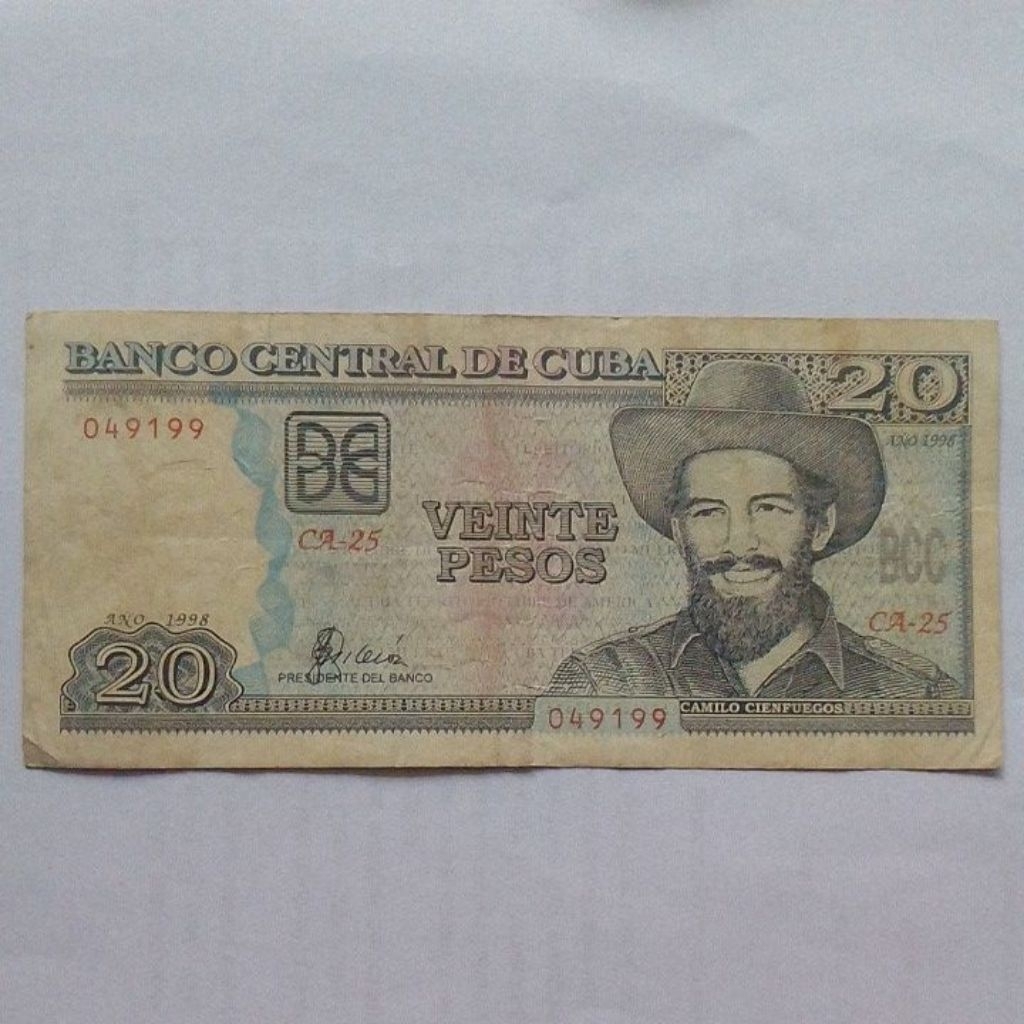 BANCO CENTRAL DE CUBA 20
049199
AÑO 1998
CA-25
VEINTE
PESOS
BCC
CA-25
AÑO 1998
20
PRESIDENTE DEL BANCO
049199
CAMILO CIENFUEGOS